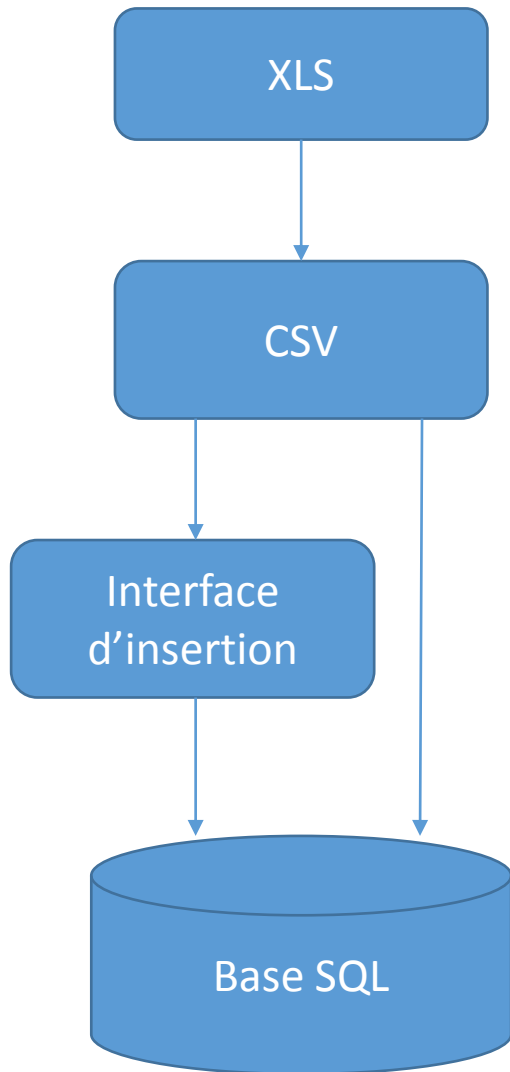 XLS
CSV
Interface
d’insertion
Base SQL